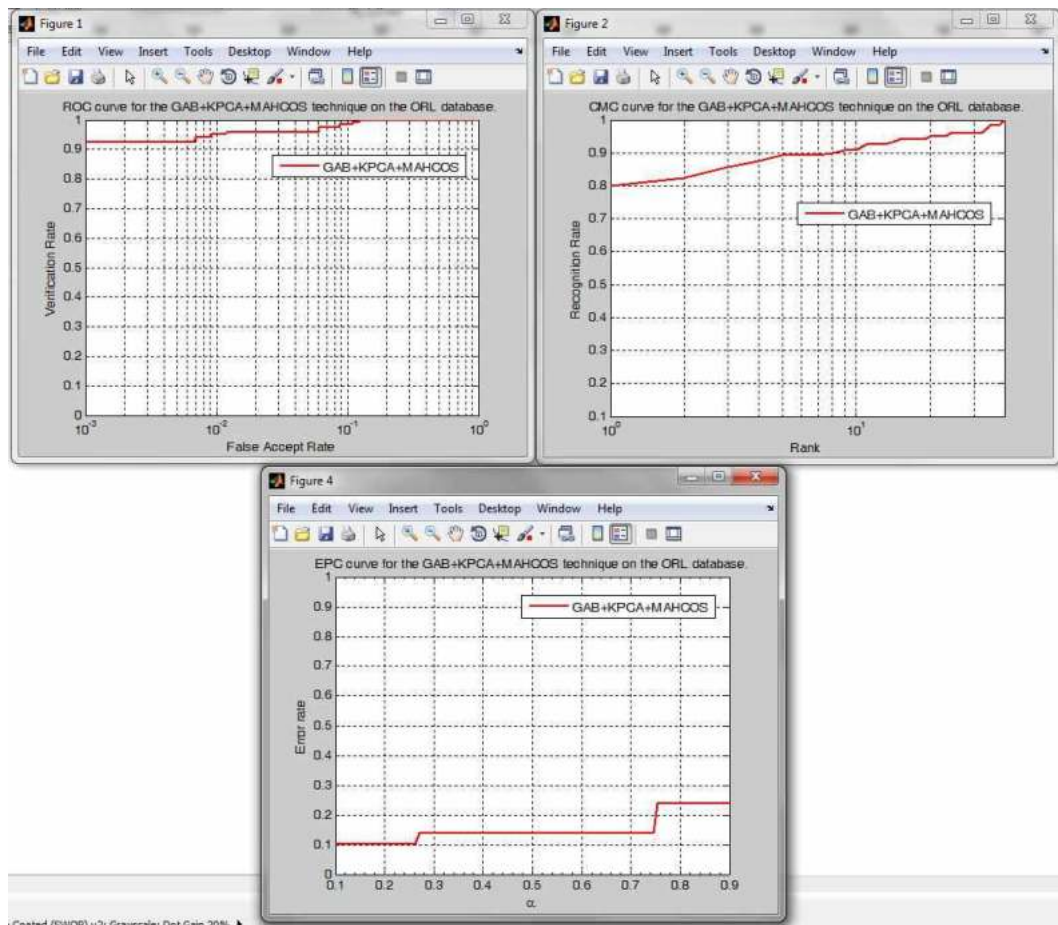 Figure 1
File Edit View Insert Tools Desktop Window Help
ROC curve for the GAB+KPCA+MAHCOS technique on the ORL database.
1
0.9
0.8
0.7
0.6
0.5
0.4
0.3
0.2
0.1
0
GAB+KPCA+MAHCOS
Verification Rate
10^-3 10^-2 10^-1 10^0
False Accept Rate
Figure 2
File Edit View Insert Tools Desktop Window Help
CMC curve for the GAB+KPCA+MAHCOS technique on the ORL database.
1
0.9
0.8
0.7
0.6
0.5
0.4
0.3
0.2
0.1
GAB+KPCA+MAHCOS
Recognition Rate
10^0 10^1
Rank
Figure 4
File Edit View Insert Tools Desktop Window Help
EPC curve for the GAB+KPCA+MAHCOS technique on the ORL database.
1
0.9
0.8
0.7
0.6
0.5
0.4
0.3
0.2
0.1
0
GAB+KPCA+MAHCOS
Error rate
0.1 0.2 0.3 0.4 0.5 0.6 0.7 0.8 0.9
α
Coated (SWOP) v2; Grayscale: Dot Gain 20%